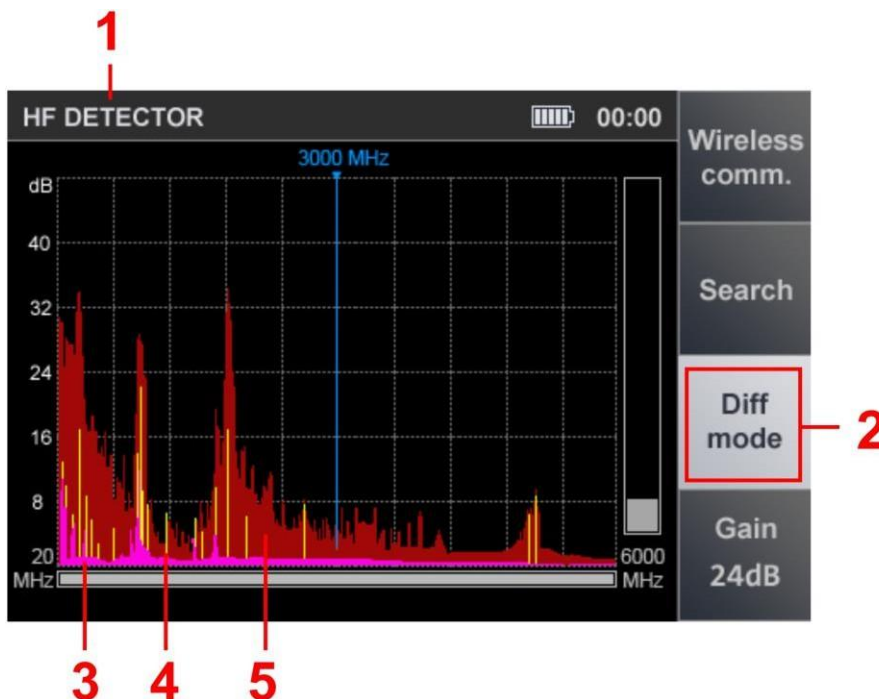 1
HF DETECTOR 00:00
Wireless
comm.
3000 MHz
dB
40
32
Search
24
Diff
mode
2
16
8
Gain
24dB
20
MHz
6000
MHz
3 4 5